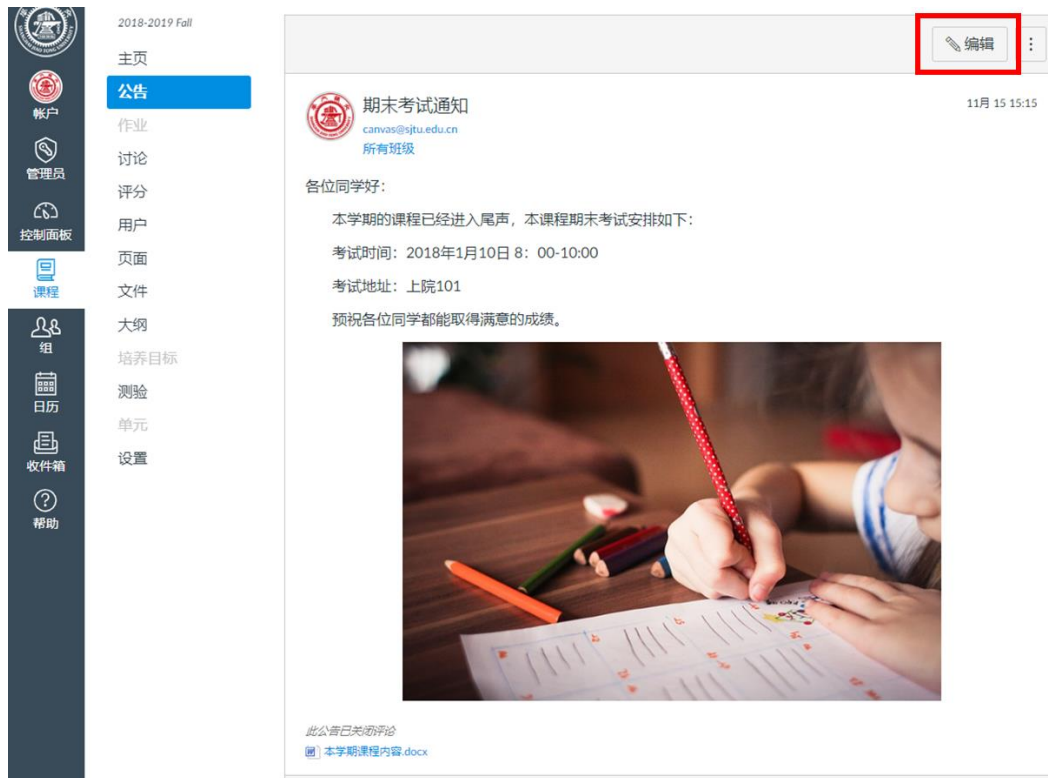 2018-2019 Fall
主页
公告
作业
讨论
评分
用户
页面
文件
大纲
培养目标
测验
单元
设置
帐户
管理员
控制面板
课程
组
日历
收件箱
帮助
编辑
期末考试通知
11月 15 15:15
canvas@sjtu.edu.cn
所有班级
各位同学好：
本学期的课程已经进入尾声，本课程期末考试安排如下：
考试时间：2018年1月10日 8：00-10:00
考试地址：上院101
预祝各位同学都能取得满意的成绩。
此公告已关闭评论
本学期课程内容.docx